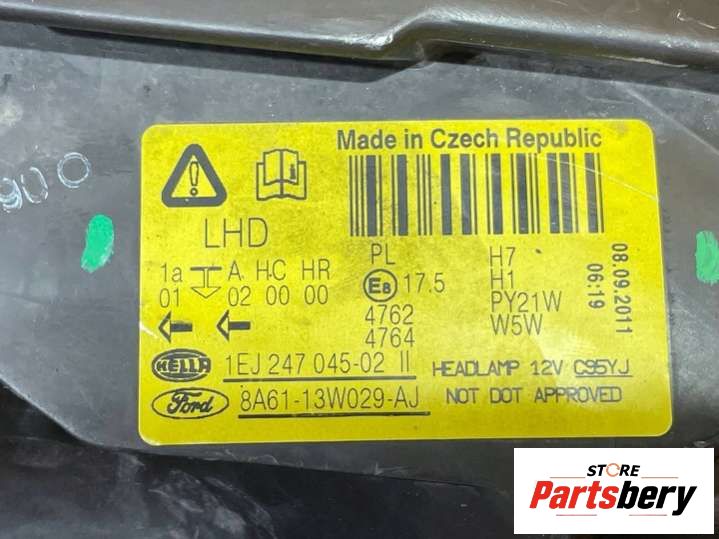 900
Made in Czech Republic
LHD
PL
H7
H1
PY21W
W5W
08.09.2011
06:19
1a A HC HR
01 02 00 00
E8 17.5
4762
4764
HELLA 1EJ 247 045-02 II HEADLAMP 12V C95YJ
Ford 8A61-13W029-AJ NOT DOT APPROVED
STORE
Partsbery